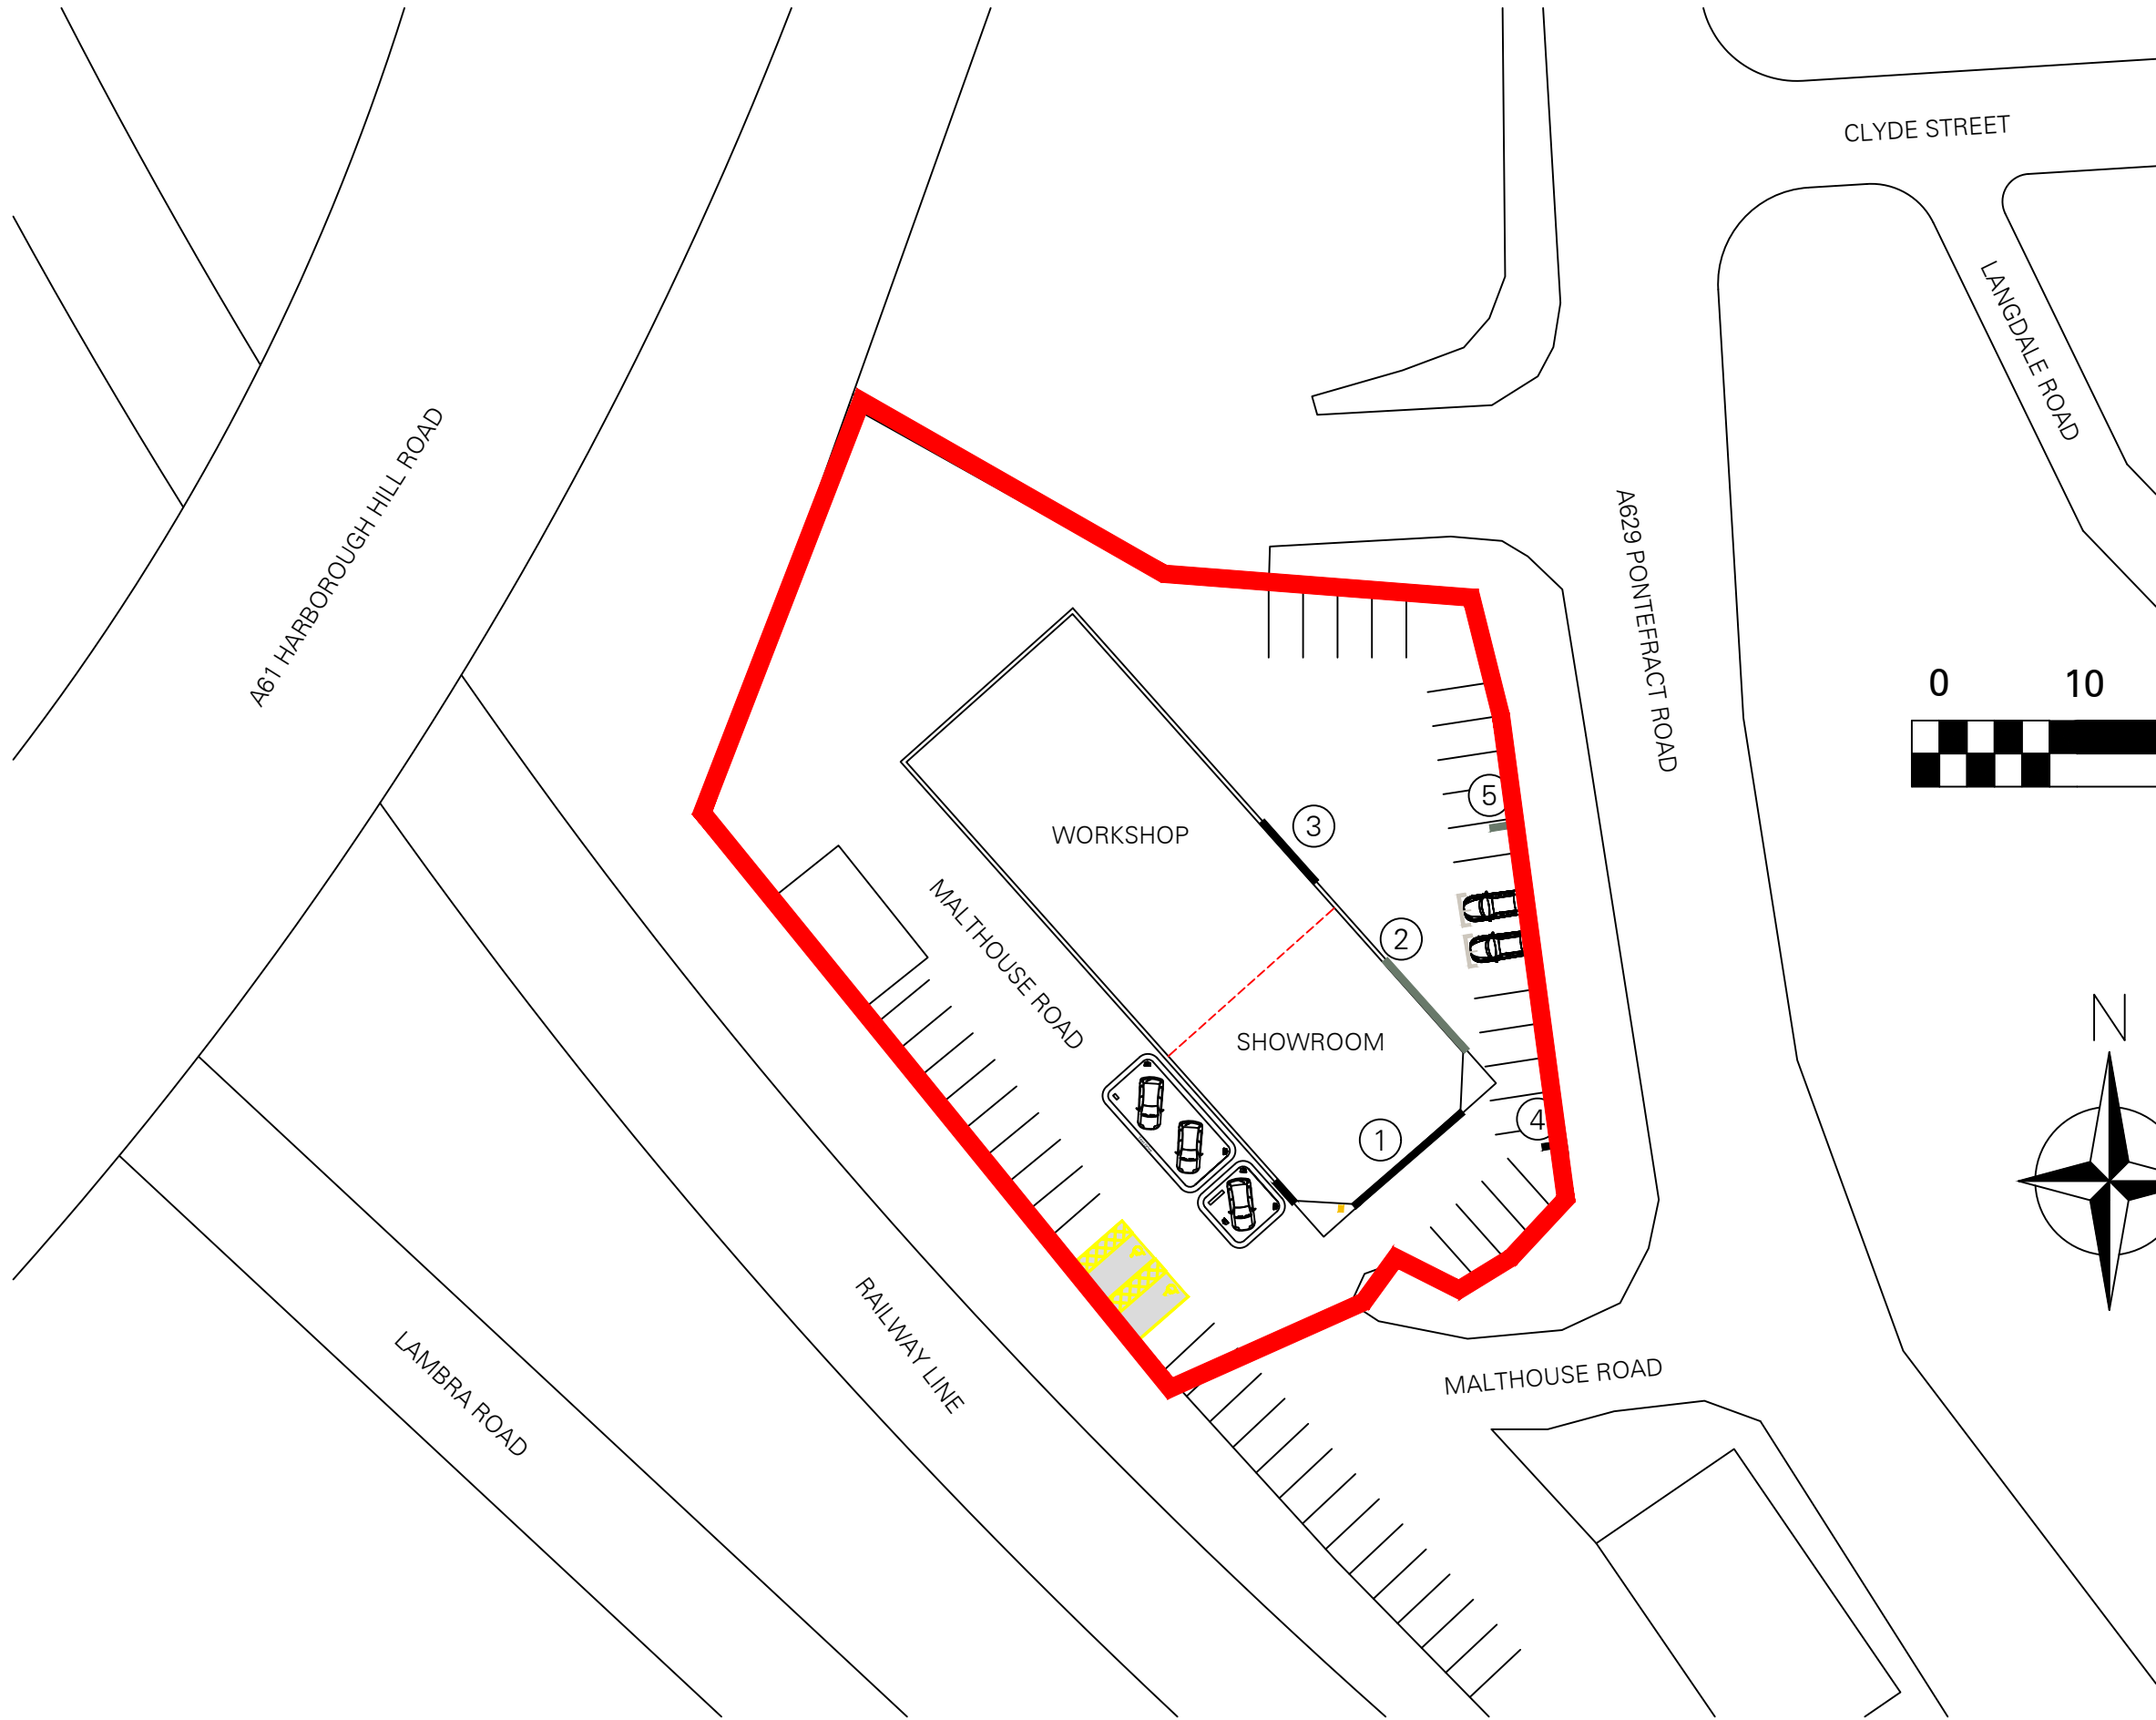 CLYDE STREET
LANGDALE ROAD
A61 HARBOROUGH HILL ROAD
A629 PONTEFRACT ROAD
0 10
5
3
WORKSHOP
MALTHOUSE ROAD
2
N
SHOWROOM
4
1
RAILWAY LINE
LAMBRA ROAD
MALTHOUSE ROAD